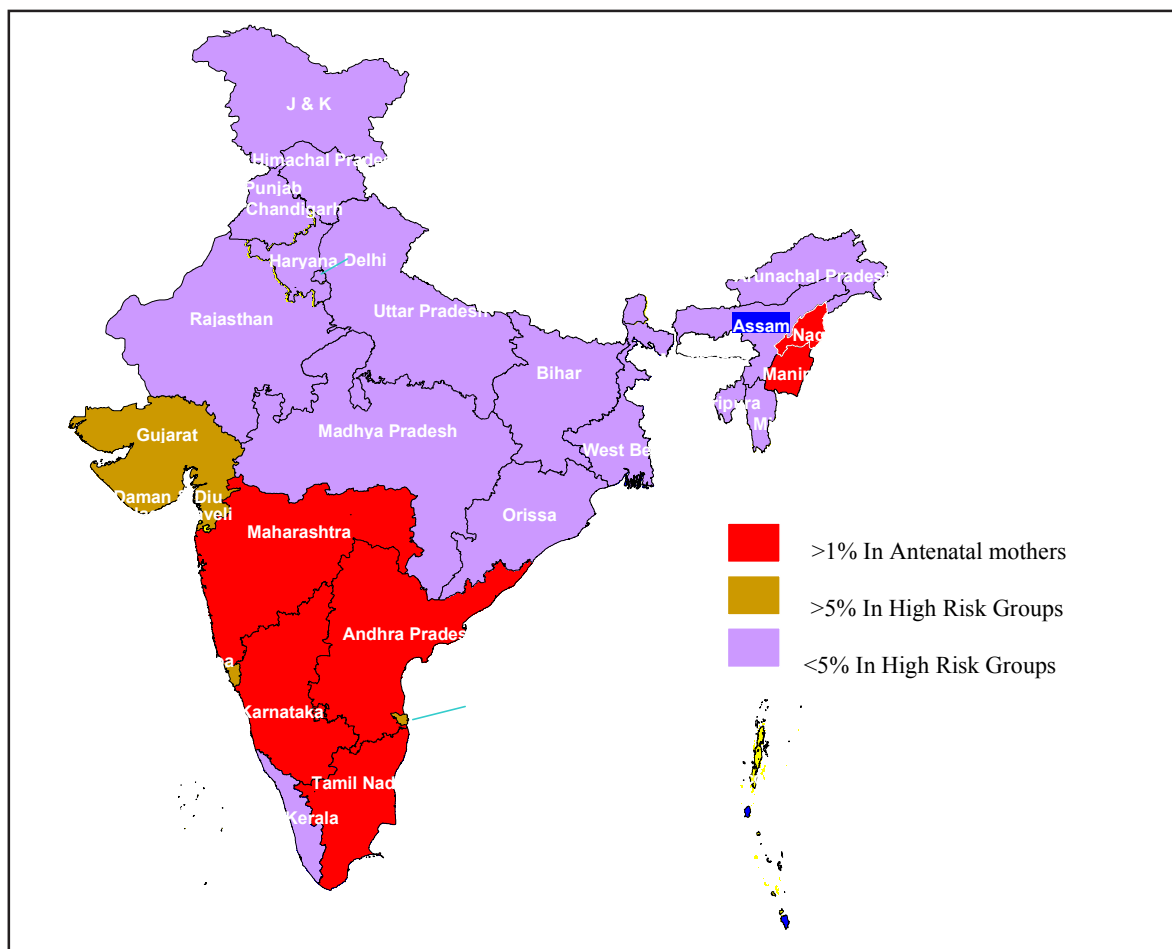 J & K
Himachal Prade
Punjab
Chandigarh
Haryana
Delhi
Rajasthan
Uttar Pradesh
Arunachal Pradesh
Assam
Nag
Manip
Bihar
ripura
M
Gujarat
Madhya Pradesh
West Be
Daman & Diu
aveli
Orissa
Maharashtra
>1% In Antenatal mothers
>5% In High Risk Groups
Andhra Prades
<5% In High Risk Groups
Karnataka
Tamil Nad
Kerala